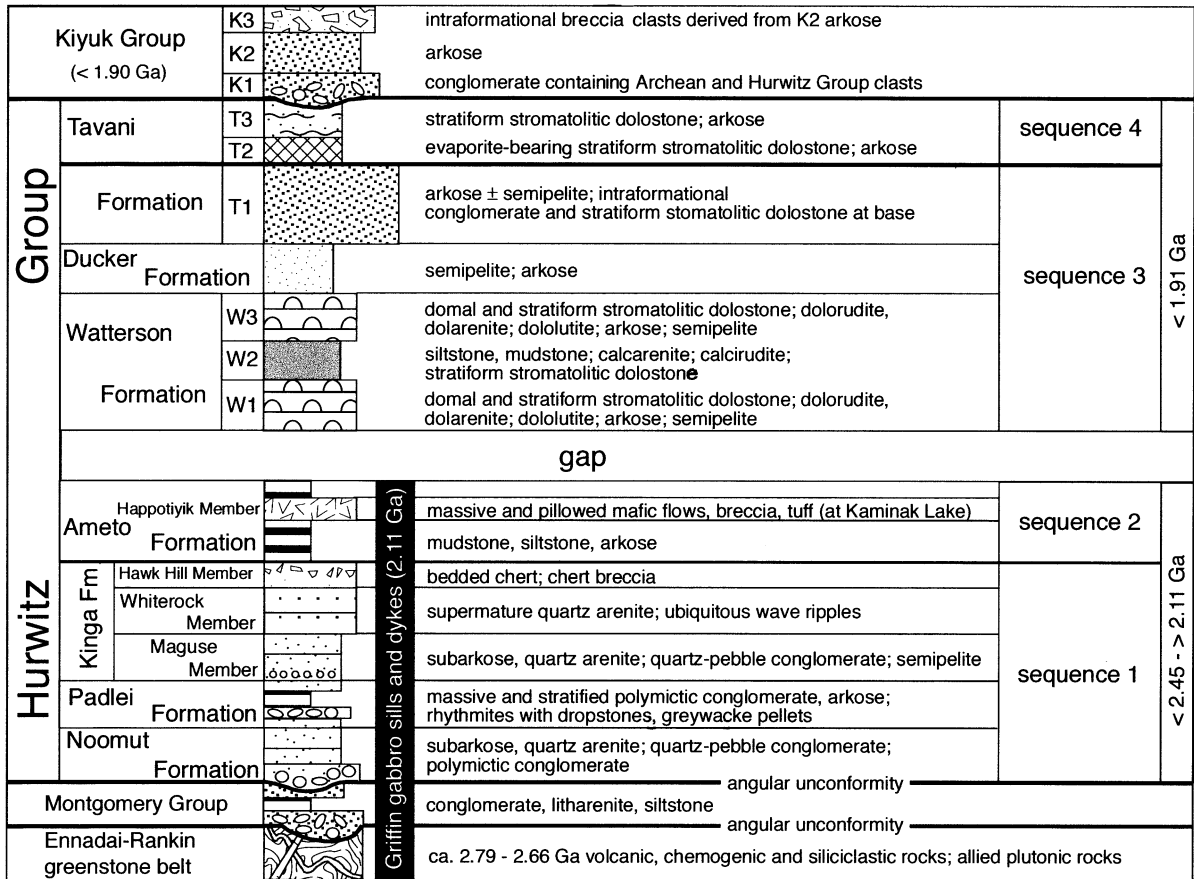 Kiyuk Group
(< 1.90 Ga)
K3
intraformational breccia clasts derived from K2 arkose
K2
arkose
K1
conglomerate containing Archean and Hurwitz Group clasts
Hurwitz Group
Tavani
Formation
T3
stratiform stromatolitic dolostone; arkose
T2
evaporite-bearing stratiform stromatolitic dolostone; arkose
sequence 4
T1
arkose ± semipelite; intraformational
conglomerate and stratiform stomatolitic dolostone at base
Ducker
Formation
semipelite; arkose
sequence 3
< 1.91 Ga
Watterson
Formation
W3
domal and stratiform stromatolitic dolostone; dolorudite,
dolarenite; dololutite; arkose; semipelite
W2
siltstone, mudstone; calcarenite; calcirudite;
stratiform stromatolitic dolostone
W1
domal and stratiform stromatolitic dolostone; dolorudite,
dolarenite; dololutite; arkose; semipelite
gap
Happotiyik Member
Ameto
Formation
massive and pillowed mafic flows, breccia, tuff (at Kaminak Lake)
mudstone, siltstone, arkose
sequence 2
Kinga Fm
Hawk Hill Member
bedded chert; chert breccia
Whiterock
Member
supermature quartz arenite; ubiquitous wave ripples
Maguse
Member
subarkose, quartz arenite; quartz-pebble conglomerate; semipelite
sequence 1
< 2.45 - > 2.11 Ga
Padlei
Formation
massive and stratified polymictic conglomerate, arkose;
rhythmites with dropstones, greywacke pellets
Noomut
Formation
subarkose, quartz arenite; quartz-pebble conglomerate;
polymictic conglomerate
Griffin gabbro sills and dykes (2.11 Ga)
angular unconformity
Montgomery Group
conglomerate, litharenite, siltstone
angular unconformity
Ennadai-Rankin
greenstone belt
ca. 2.79 - 2.66 Ga volcanic, chemogenic and siliciclastic rocks; allied plutonic rocks